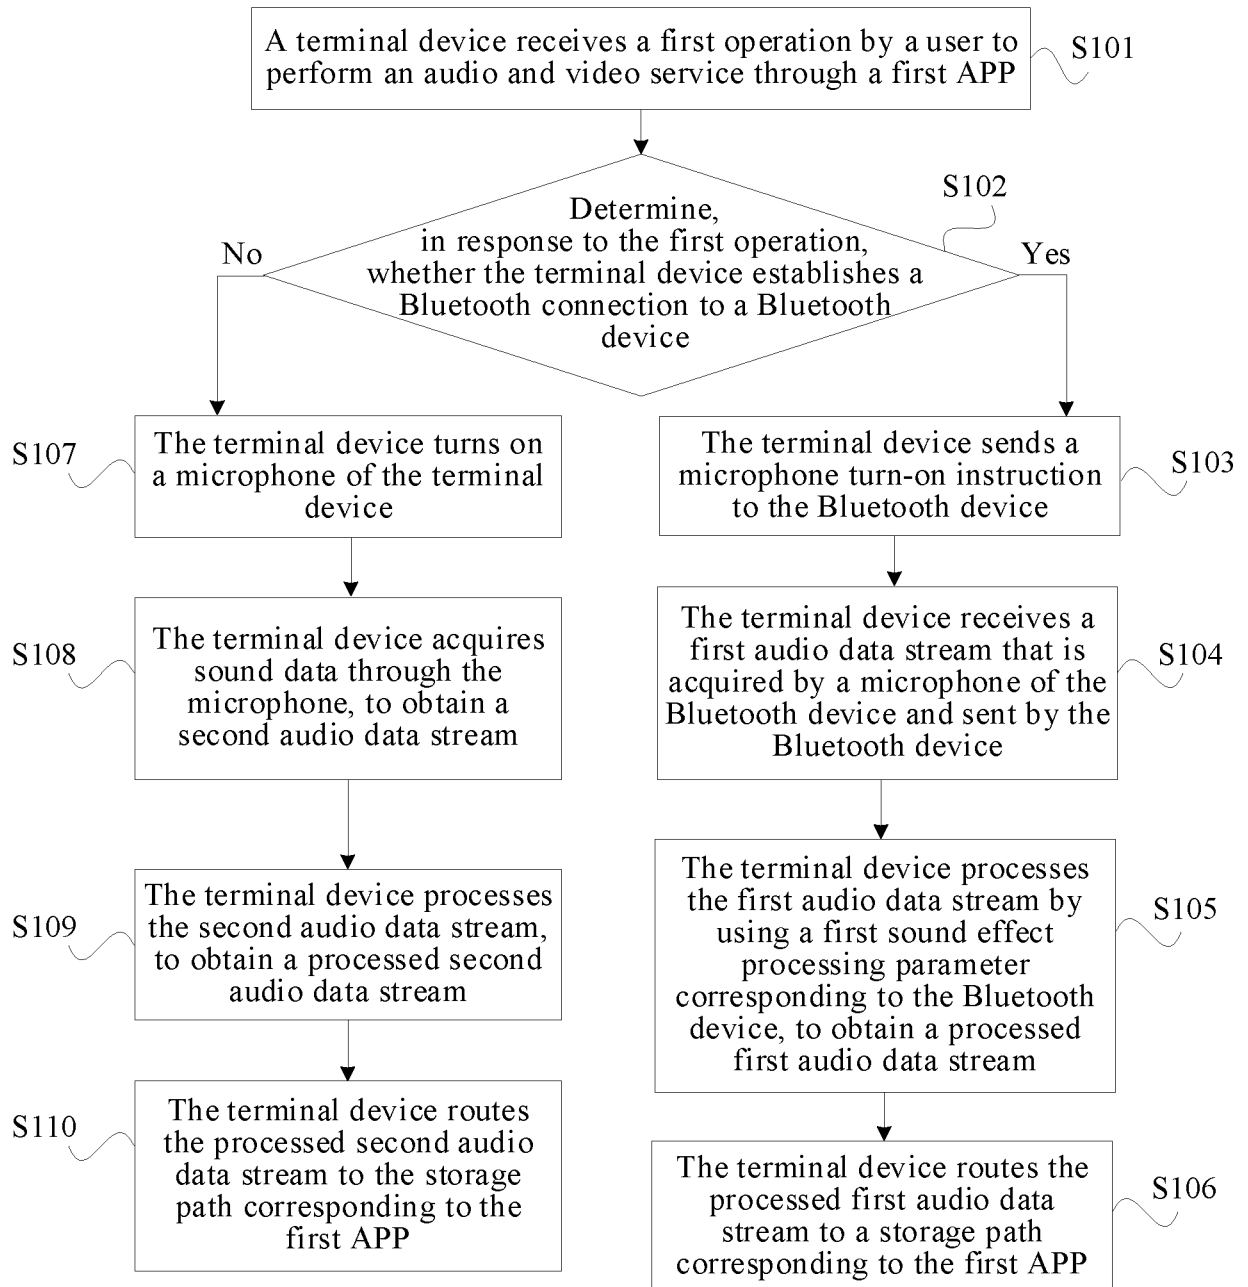 A terminal device receives a first operation by a user to
perform an audio and video service through a first APP
S101
S102
Determine,
in response to the first operation,
whether the terminal device establishes a
Bluetooth connection to a Bluetooth
device
No
Yes
S107
The terminal device turns on
a microphone of the terminal
device
The terminal device sends a
microphone turn-on instruction
to the Bluetooth device
S103
S108
The terminal device acquires
sound data through the
microphone, to obtain a
second audio data stream
The terminal device receives a
first audio data stream that is
acquired by a microphone of the
Bluetooth device and sent by the
Bluetooth device
S104
S109
The terminal device processes
the second audio data stream,
to obtain a processed second
audio data stream
The terminal device processes
the first audio data stream by
using a first sound effect
processing parameter
corresponding to the Bluetooth
device, to obtain a processed
first audio data stream
S105
S110
The terminal device routes
the processed second audio
data stream to the storage
path corresponding to the
first APP
The terminal device routes the
processed first audio data
stream to a storage path
corresponding to the first APP
S106